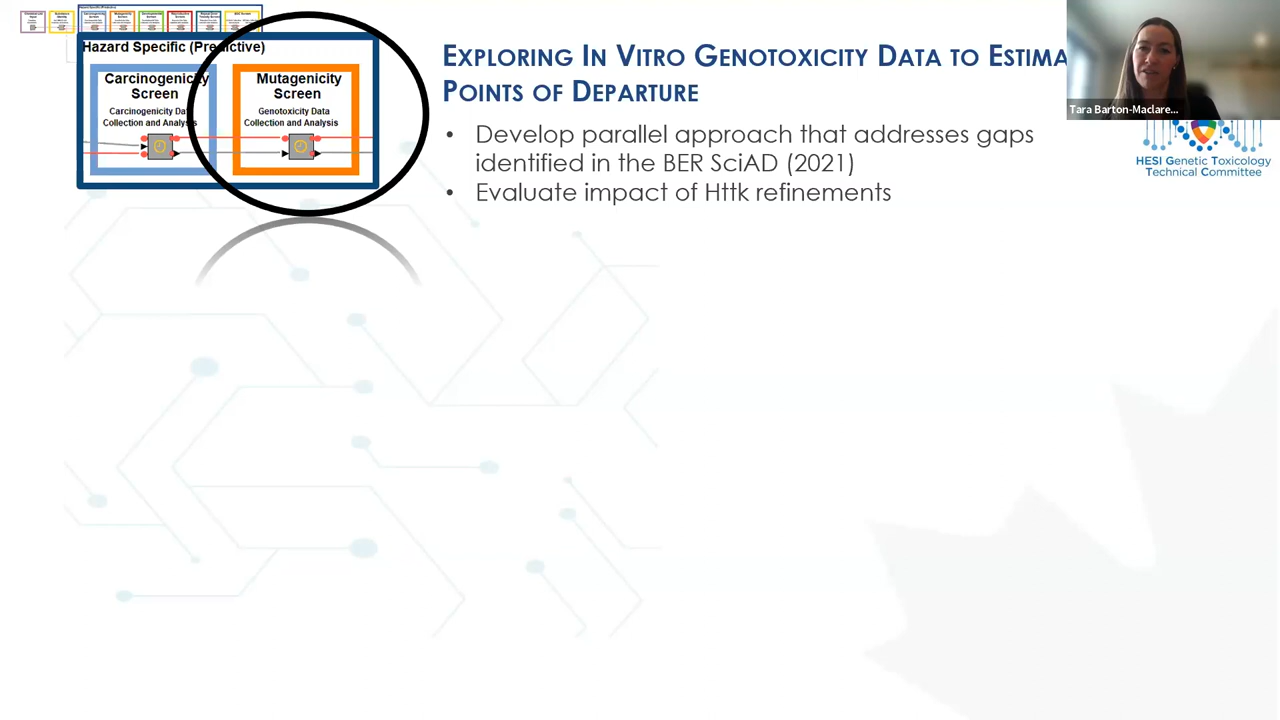 Hazard Specific (Predictive)
Carcinogenicity
Screen
Carcinogenicity Data
Collection and Analysis
Mutagenicity
Screen
Genotoxicity Data
Collection and Analysis
EXPLORING IN VITRO GENOTOXICITY DATA TO ESTIMA
POINTS OF DEPARTURE
• Develop parallel approach that addresses gaps
identified in the BER SciAD (2021)
• Evaluate impact of Httk refinements
Tara Barton-Maclare...
HESI Genetic Toxicology
Technical Committee